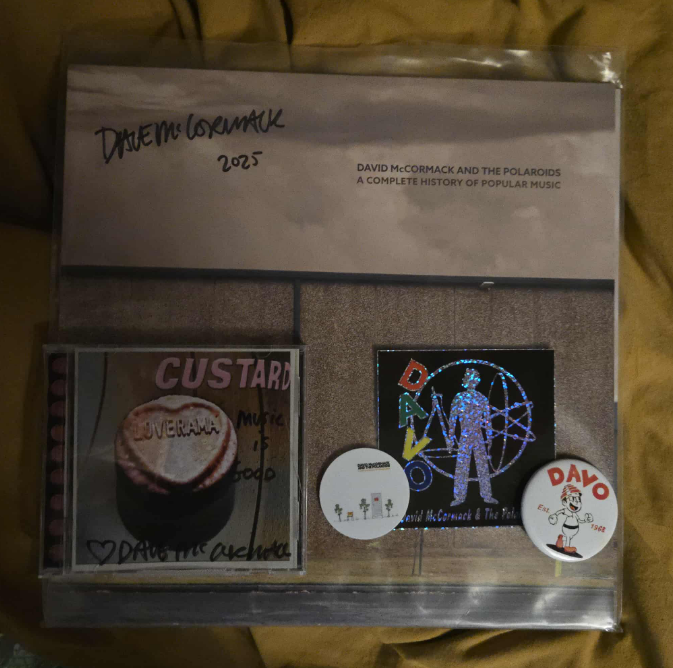 DAVE McCORMACK
2025
DAVID McCORMACK AND THE POLAROIDS
A COMPLETE HISTORY OF POPULAR MUSIC
CUSTARD
LOVERAMA
MUSIC
IS
GOOD
♡ DAVE McCORMACK
DAVO
David McCormack & The Pola
DAVO
Est.
1968